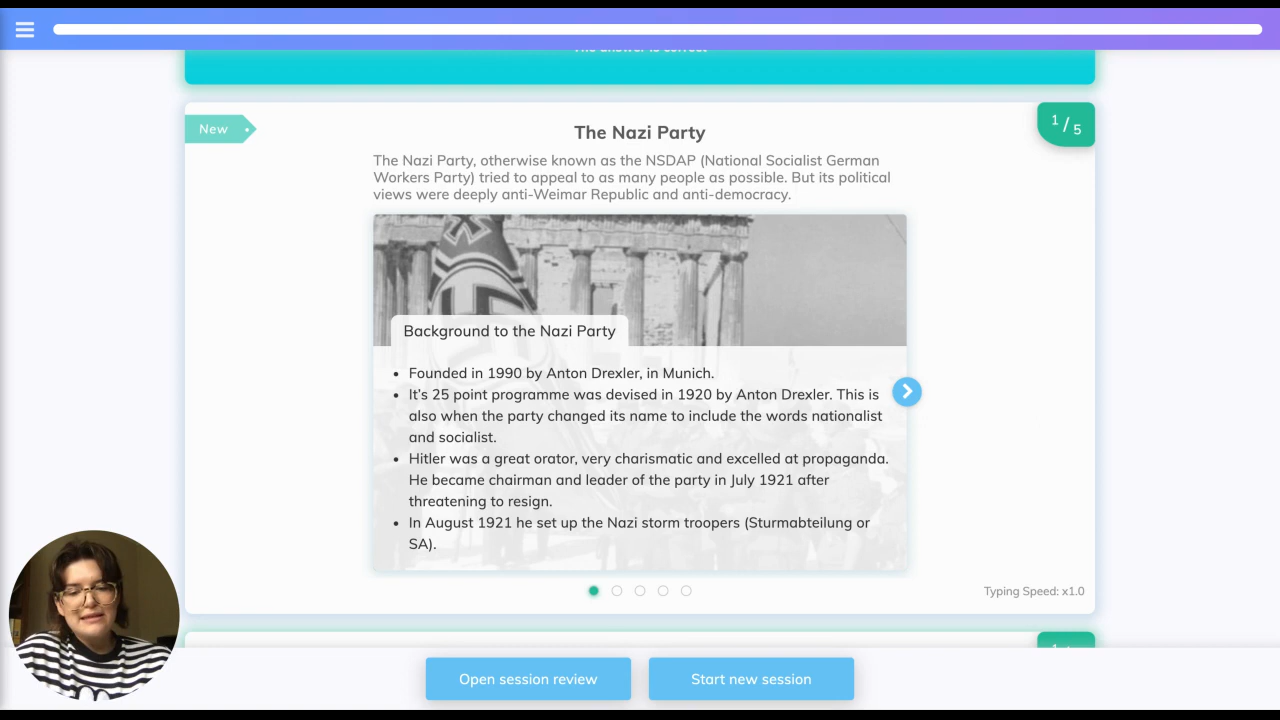 The answer is correct
New
1 / 5
The Nazi Party
The Nazi Party, otherwise known as the NSDAP (National Socialist German
Workers Party) tried to appeal to as many people as possible. But its political
views were deeply anti-Weimar Republic and anti-democracy.
Background to the Nazi Party
• Founded in 1990 by Anton Drexler, in Munich.
• It's 25 point programme was devised in 1920 by Anton Drexler. This is
also when the party changed its name to include the words nationalist
and socialist.
• Hitler was a great orator, very charismatic and excelled at propaganda.
He became chairman and leader of the party in July 1921 after
threatening to resign.
• In August 1921 he set up the Nazi storm troopers (Sturmabteilung or
SA).
Typing Speed: x1.0
Open session review
Start new session